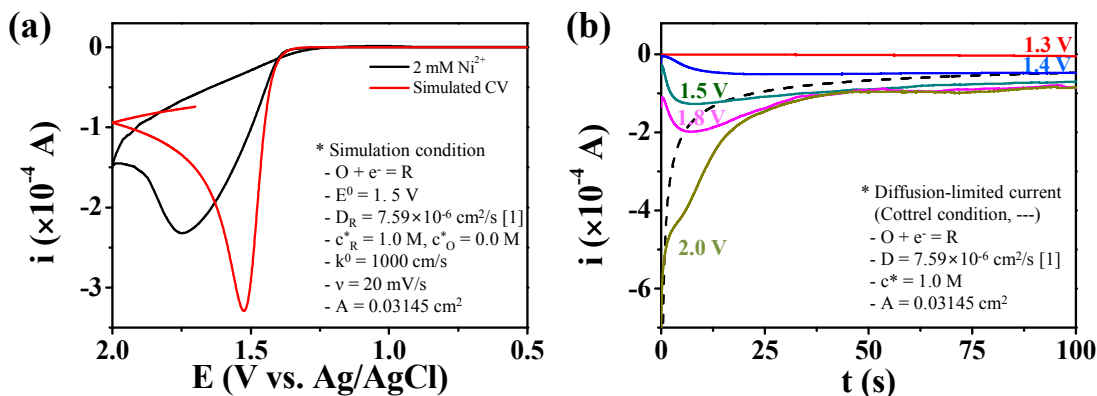 (a)
0
-1
-2
-3
i (×10⁻⁴ A)
2 mM Ni²⁺
Simulated CV
* Simulation condition
- O + e⁻ = R
- E⁰ = 1. 5 V
- D_R = 7.59×10⁻⁶ cm²/s [1]
- c*_R = 1.0 M, c*_O = 0.0 M
- k⁰ = 1000 cm/s
- ν = 20 mV/s
- A = 0.03145 cm²
2.0
1.5
1.0
0.5
E (V vs. Ag/AgCl)
(b)
0
-2
-4
-6
i (×10⁻⁴ A)
1.3 V
1.4 V
1.5 V
1.8 V
2.0 V
* Diffusion-limited current
(Cottrel condition, ---)
- O + e⁻ = R
- D = 7.59×10⁻⁶ cm²/s [1]
- c* = 1.0 M
- A = 0.03145 cm²
0
25
50
75
100
t (s)